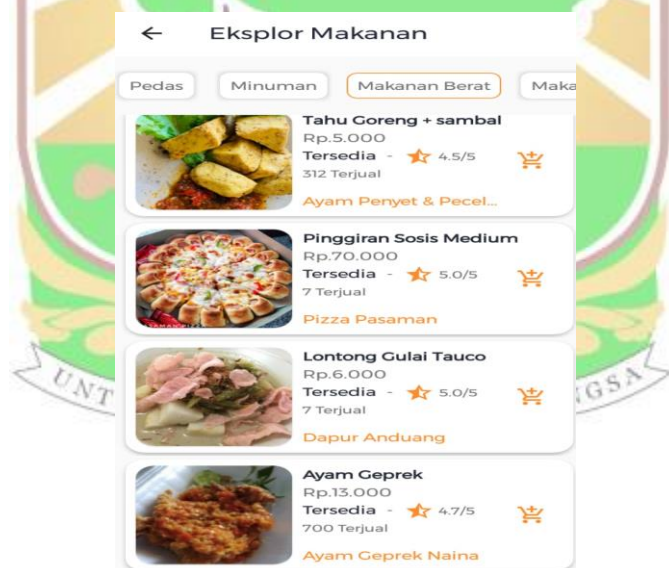 Eksplor Makanan
Pedas
Minuman
Makanan Berat
Maka
Tahu Goreng + sambal
Rp.5.000
Tersedia - 4.5/5
312 Terjual
Ayam Penyet & Pecel...
Pinggiran Sosis Medium
Rp.70.000
Tersedia - 5.0/5
7 Terjual
Pizza Pasaman
Lontong Gulai Tauco
Rp.6.000
Tersedia - 5.0/5
7 Terjual
Dapur Anduang
Ayam Geprek
Rp.13.000
Tersedia - 4.7/5
700 Terjual
Ayam Geprek Naina
UNT
NGSA